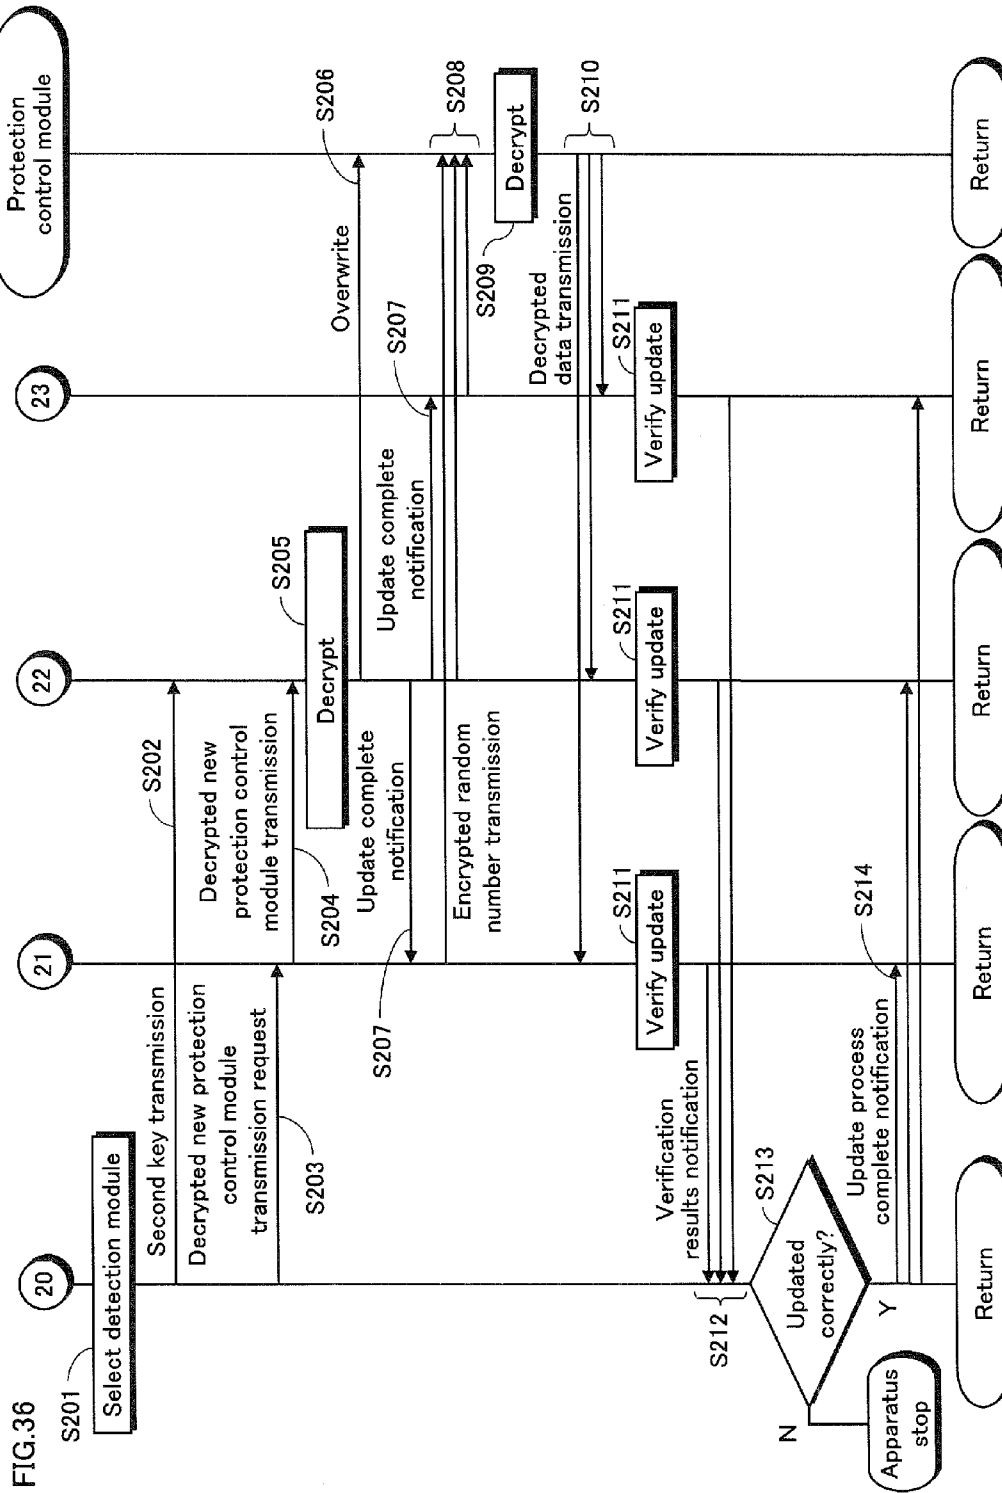 FIG.36
20
21
22
23
Protection
control module
S201
Select detection module
Second key transmission
S202
Decrypted new protection
control module
transmission request
S203
Decrypted new
protection control
module transmission
S204
S205
Decrypt
Overwrite
S206
Update complete
notification
S207
Update complete
notification
S207
Encrypted random
number transmission
S208
S209
Decrypt
Decrypted
data transmission
S210
S211
Verify update
S211
Verify update
S211
Verify update
Verification
results notification
S212
S213
Updated
correctly?
N
Y
Apparatus
stop
Update process
complete notification
S214
Return
Return
Return
Return
Return